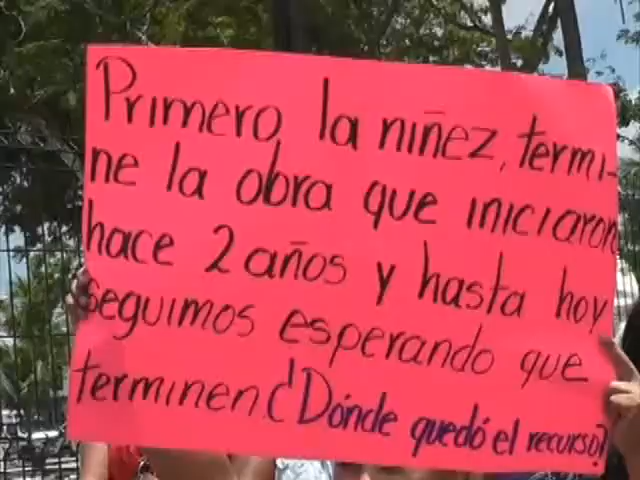 Primero, la niñez, termi-
ne la obra que iniciaron
hace 2 años y hasta hoy
seguimos esperando que
terminen ¿Dónde quedó el recurso?